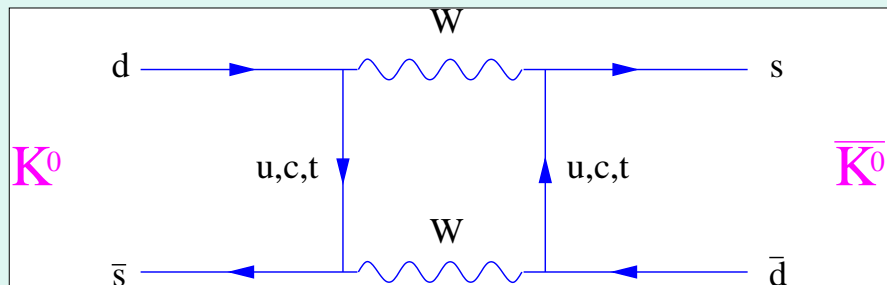 W
d s
K⁰ u,c,t u,c,t K̅⁰
W
s̅ d̅